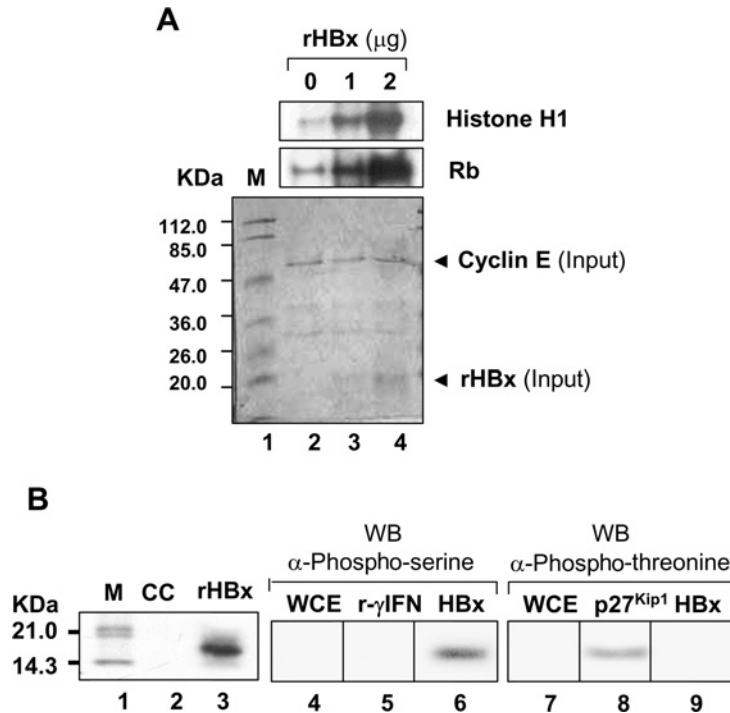 A
rHBx (μg)
0 1 2
Histone H1
Rb
KDa M
112.0
85.0
47.0
36.0
26.0
20.0
Cyclin E (Input)
rHBx (Input)
1 2 3 4
B
WB
α-Phospho-serine
WB
α-Phospho-threonine
KDa M CC rHBx
WCE r-γIFN HBx
WCE p27Kip1 HBx
21.0
14.3
1 2 3 4 5 6 7 8 9